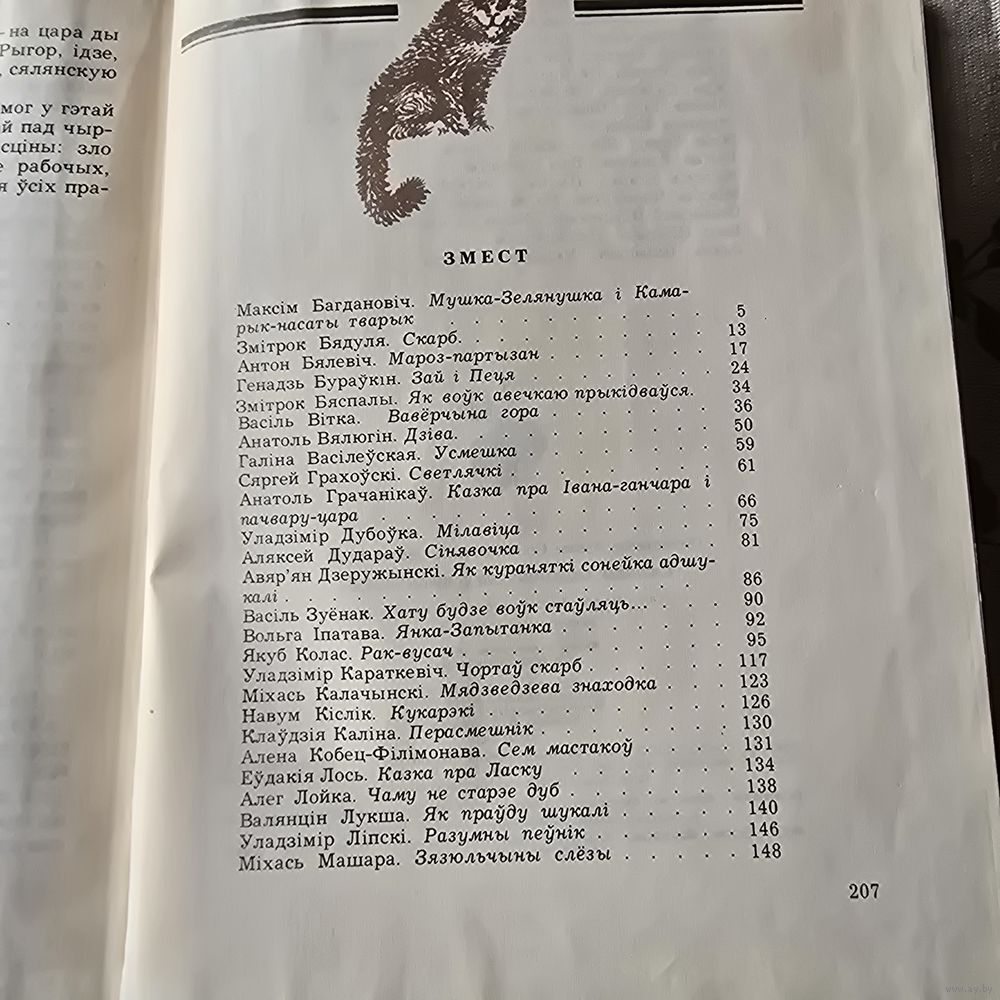 - на цара ды
Рыгор, ідзе,
, сялянскую
мог у гэтай
й пад чыр-
сціны: зло
е рабочых,
я ўсіх пра-
ЗМЕСТ
Максім Багдановіч. Мушка-Зелянушка і Кама-
рык-насаты тварык . . . . . . . . . . 5
Змітрок Бядуля. Скарб. . . . . . . . . 13
Антон Бялевіч. Мароз-партызан . . . . . . 17
Генадзь Бураўкін. Зай і Пеця . . . . . . . 24
Змітрок Бяспалы. Як воўк авечкаю прыкідваўся. 34
Васіль Вітка. Вавёрчына гора . . . . . . 36
Анатоль Вялюгін. Дзіва. . . . . . . . . 50
Галіна Васілеўская. Усмешка . . . . . . . 59
Сяргей Грахоўскі. Светлячкі . . . . . . . 61
Анатоль Грачанікаў. Казка пра Івана-ганчара і
пачвару-цара . . . . . . . . . . . . 66
Уладзімір Дубоўка. Мілавіца . . . . . . . 75
Аляксей Дудараў. Сінявочка . . . . . . . 81
Авяр'ян Дзеружынскі. Як кураняткі сонейка адшу-
калі . . . . . . . . . . . . . . . 86
Васіль Зуёнак. Хату будзе воўк стаўляць... . . . 90
Вольга Іпатава. Янка-Запытанка . . . . . . 92
Якуб Колас. Рак-вусач . . . . . . . . . 95
Уладзімір Караткевіч. Чортаў скарб . . . . . 117
Міхась Калачынскі. Мядзведзева знаходка . . . 123
Навум Кіслік. Кукарэкі . . . . . . . . . 126
Клаўдзія Каліна. Перасмешнік . . . . . . . 130
Алена Кобец-Філімонава. Сем мастакоў . . . . 131
Еўдакія Лось. Казка пра Ласку . . . . . . 134
Алег Лойка. Чаму не старэе дуб . . . . . . 138
Валянцін Лукша. Як праўду шукалі . . . . . 140
Уладзімір Ліпскі. Разумны пеўнік . . . . . . 146
Міхась Машара. Зязюльчыны слёзы . . . . . 148
207
www.ay.by